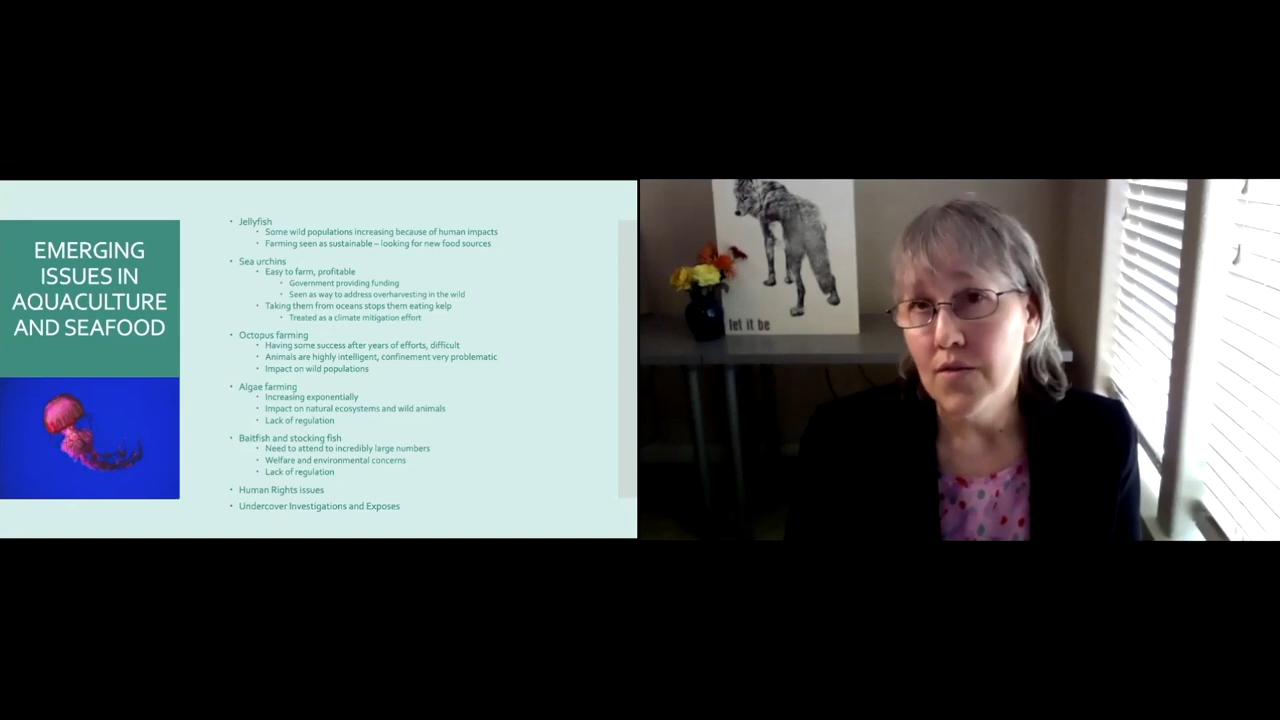 EMERGING
ISSUES IN
AQUACULTURE
AND SEAFOOD
• Jellyfish
• Some wild populations increasing because of human impacts
• Farming seen as sustainable – looking for new food sources
• Sea urchins
• Easy to farm, profitable
• Government providing funding
• Seen as way to address overharvesting in the wild
• Taking them from oceans stops them eating kelp
• Treated as a climate mitigation effort
• Octopus farming
• Having some success after years of efforts, difficult
• Animals are highly intelligent, confinement very problematic
• Impact on wild populations
• Algae farming
• Increasing exponentially
• Impact on natural ecosystems and wild animals
• Lack of regulation
• Baitfish and stocking fish
• Need to attend to incredibly large numbers
• Welfare and environmental concerns
• Lack of regulation
• Human Rights issues
• Undercover Investigations and Exposes
let it be